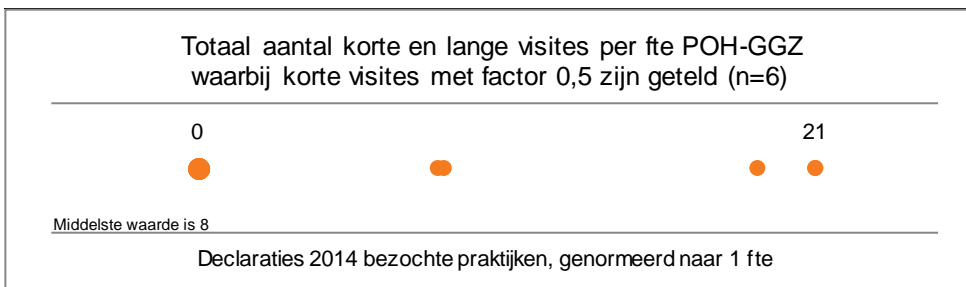 Totaal aantal korte en lange visites per fte POH-GGZ
waarbij korte visites met factor 0,5 zijn geteld (n=6)
0 21
Middelste waarde is 8
Declaraties 2014 bezochte praktijken, genormeerd naar 1 fte